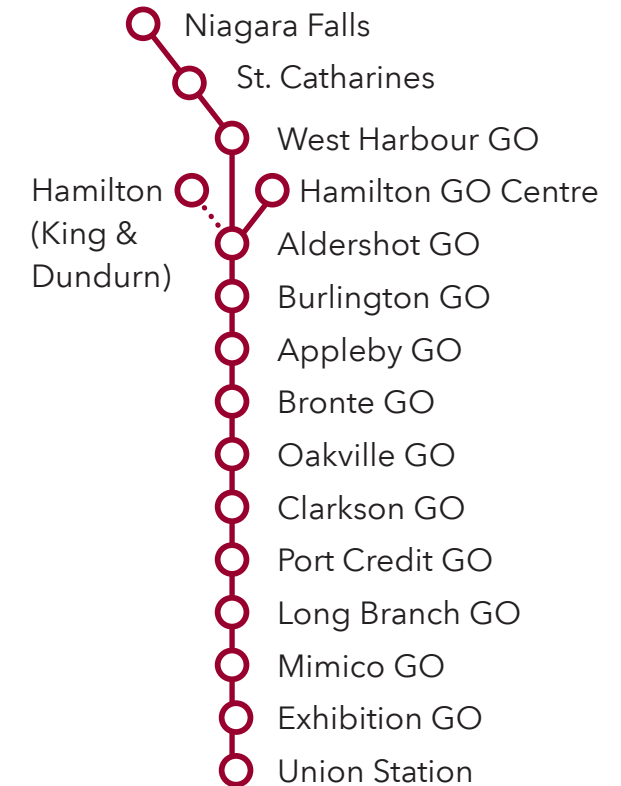 Niagara Falls
St. Catharines
West Harbour GO
Hamilton
(King &
Dundurn)
Hamilton GO Centre
Aldershot GO
Burlington GO
Appleby GO
Bronte GO
Oakville GO
Clarkson GO
Port Credit GO
Long Branch GO
Mimico GO
Exhibition GO
Union Station